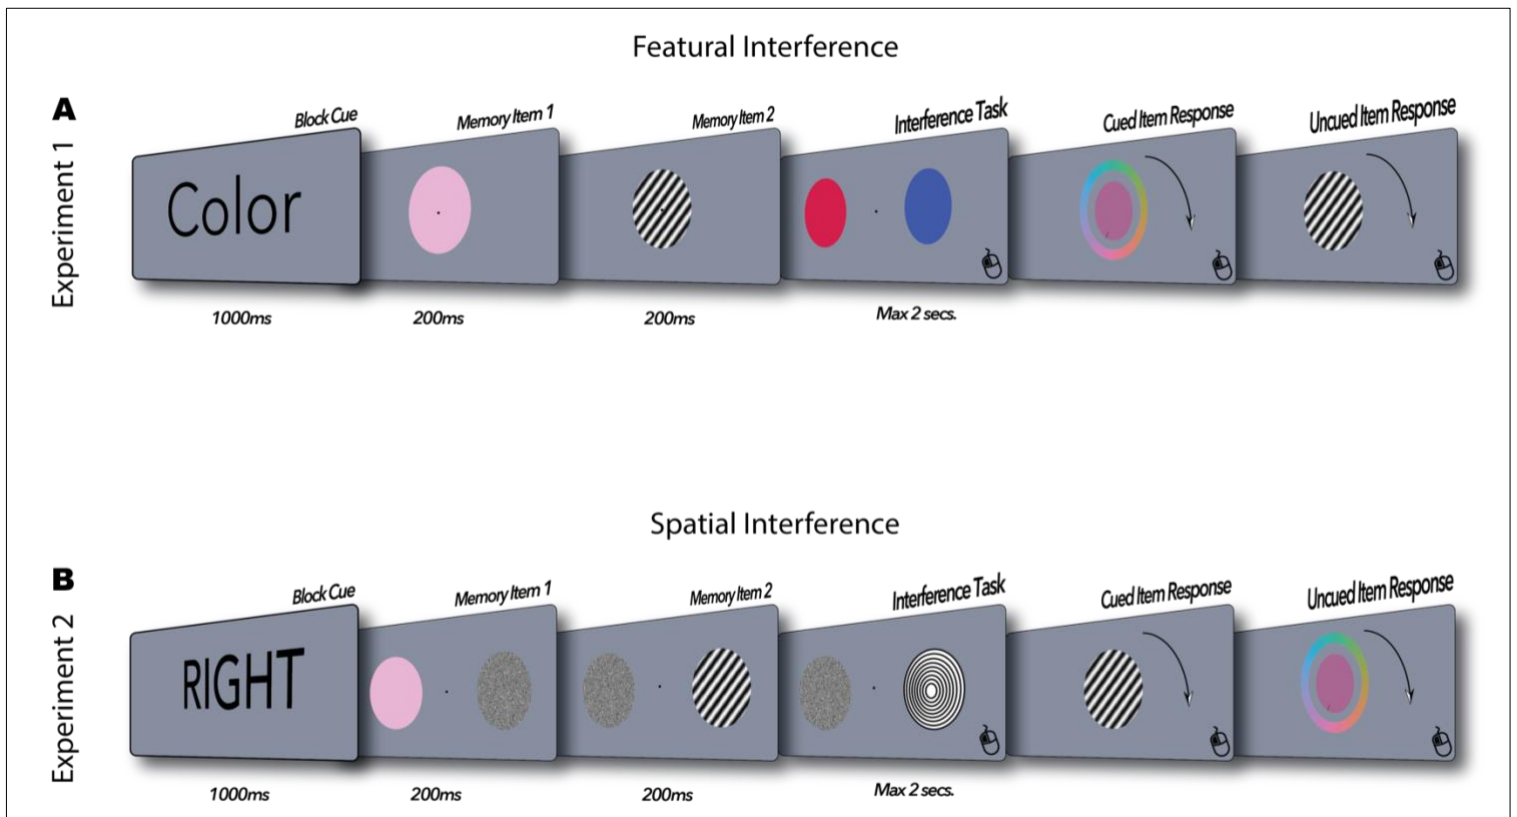 Featural Interference
A
Experiment 1
Block Cue
Memory Item 1
Memory Item 2
Interference Task
Cued Item Response
Uncued Item Response
Color
1000ms
200ms
200ms
Max 2 secs.
Spatial Interference
B
Experiment 2
Block Cue
Memory Item 1
Memory Item 2
Interference Task
Cued Item Response
Uncued Item Response
RIGHT
1000ms
200ms
200ms
Max 2 secs.